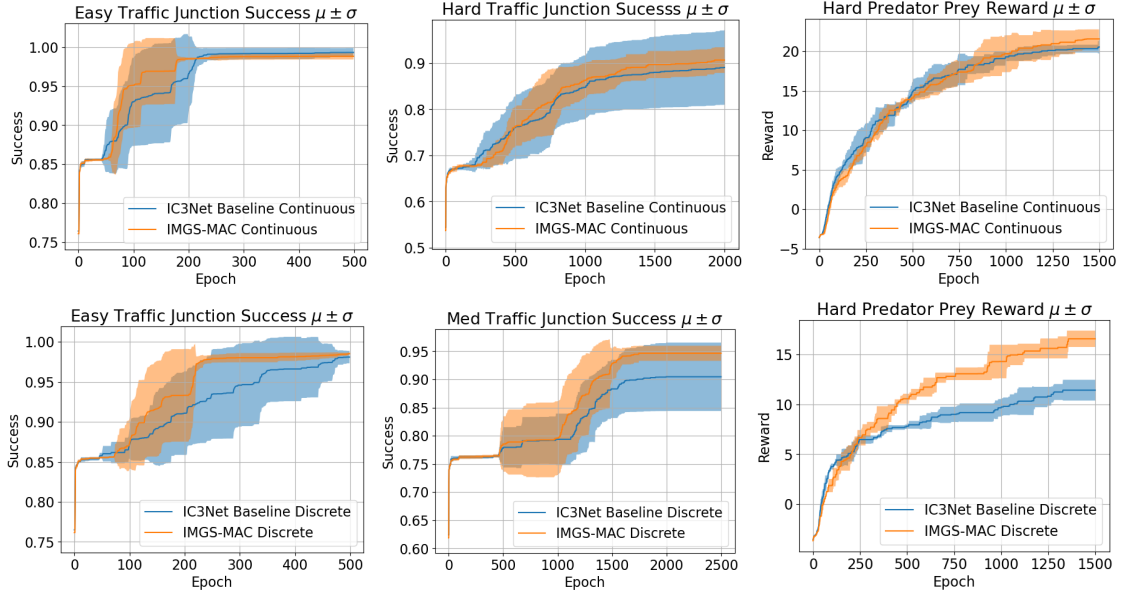 Easy Traffic Junction Success μ ± σ
1.00
0.95
0.90
0.85
0.80
0.75
Success
IC3Net Baseline Continuous
IMGS-MAC Continuous
0 100 200 300 400 500
Epoch
Hard Traffic Junction Sucesss μ ± σ
0.9
0.8
0.7
0.6
0.5
Success
IC3Net Baseline Continuous
IMGS-MAC Continuous
0 500 1000 1500 2000
Epoch
Hard Predator Prey Reward μ ± σ
20
15
10
5
0
−5
Reward
IC3Net Baseline Continuous
IMGS-MAC Continuous
0 250 500 750 1000 1250 1500
Epoch
Easy Traffic Junction Success μ ± σ
1.00
0.95
0.90
0.85
0.80
0.75
Success
IC3Net Baseline Discrete
IMGS-MAC Discrete
0 100 200 300 400 500
Epoch
Med Traffic Junction Success μ ± σ
0.95
0.90
0.85
0.80
0.75
0.70
0.65
0.60
Success
IC3Net Baseline Discrete
IMGS-MAC Discrete
0 500 1000 1500 2000 2500
Epoch
Hard Predator Prey Reward μ ± σ
15
10
5
0
Reward
IC3Net Baseline Discrete
IMGS-MAC Discrete
0 250 500 750 1000 1250 1500
Epoch